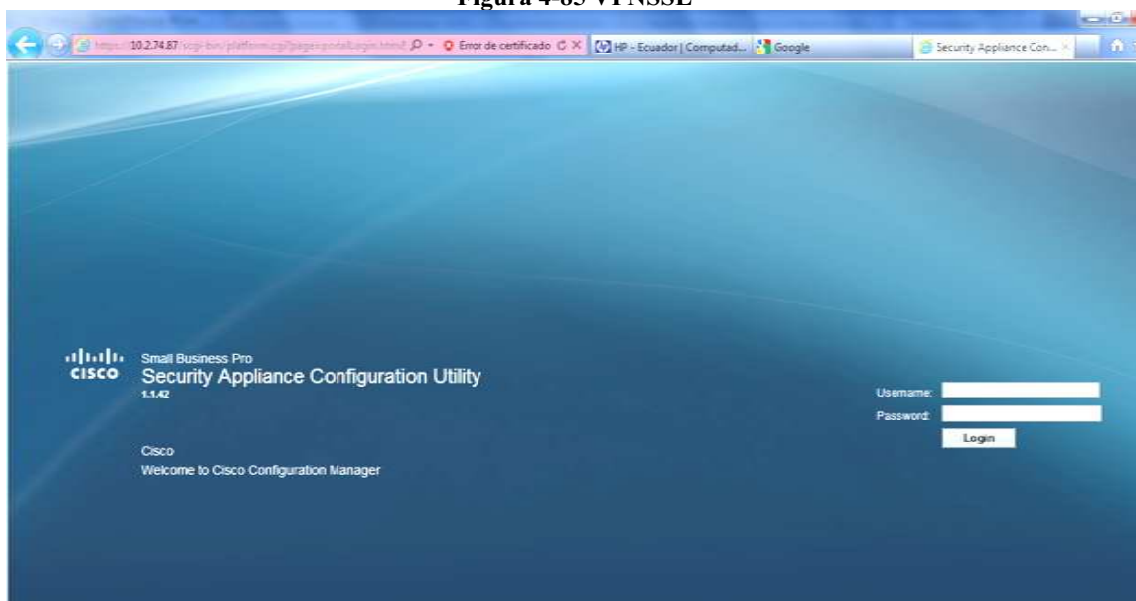 Figura 4-85 VPNSSL
https:// 10.2.74.87 Error de certificado
HP - Ecuador | Computad...
Google
Security Appliance Con...
CISCO
Small Business Pro
Security Appliance Configuration Utility
1.1.42
Username:
Password:
Login
Cisco
Welcome to Cisco Configuration Manager